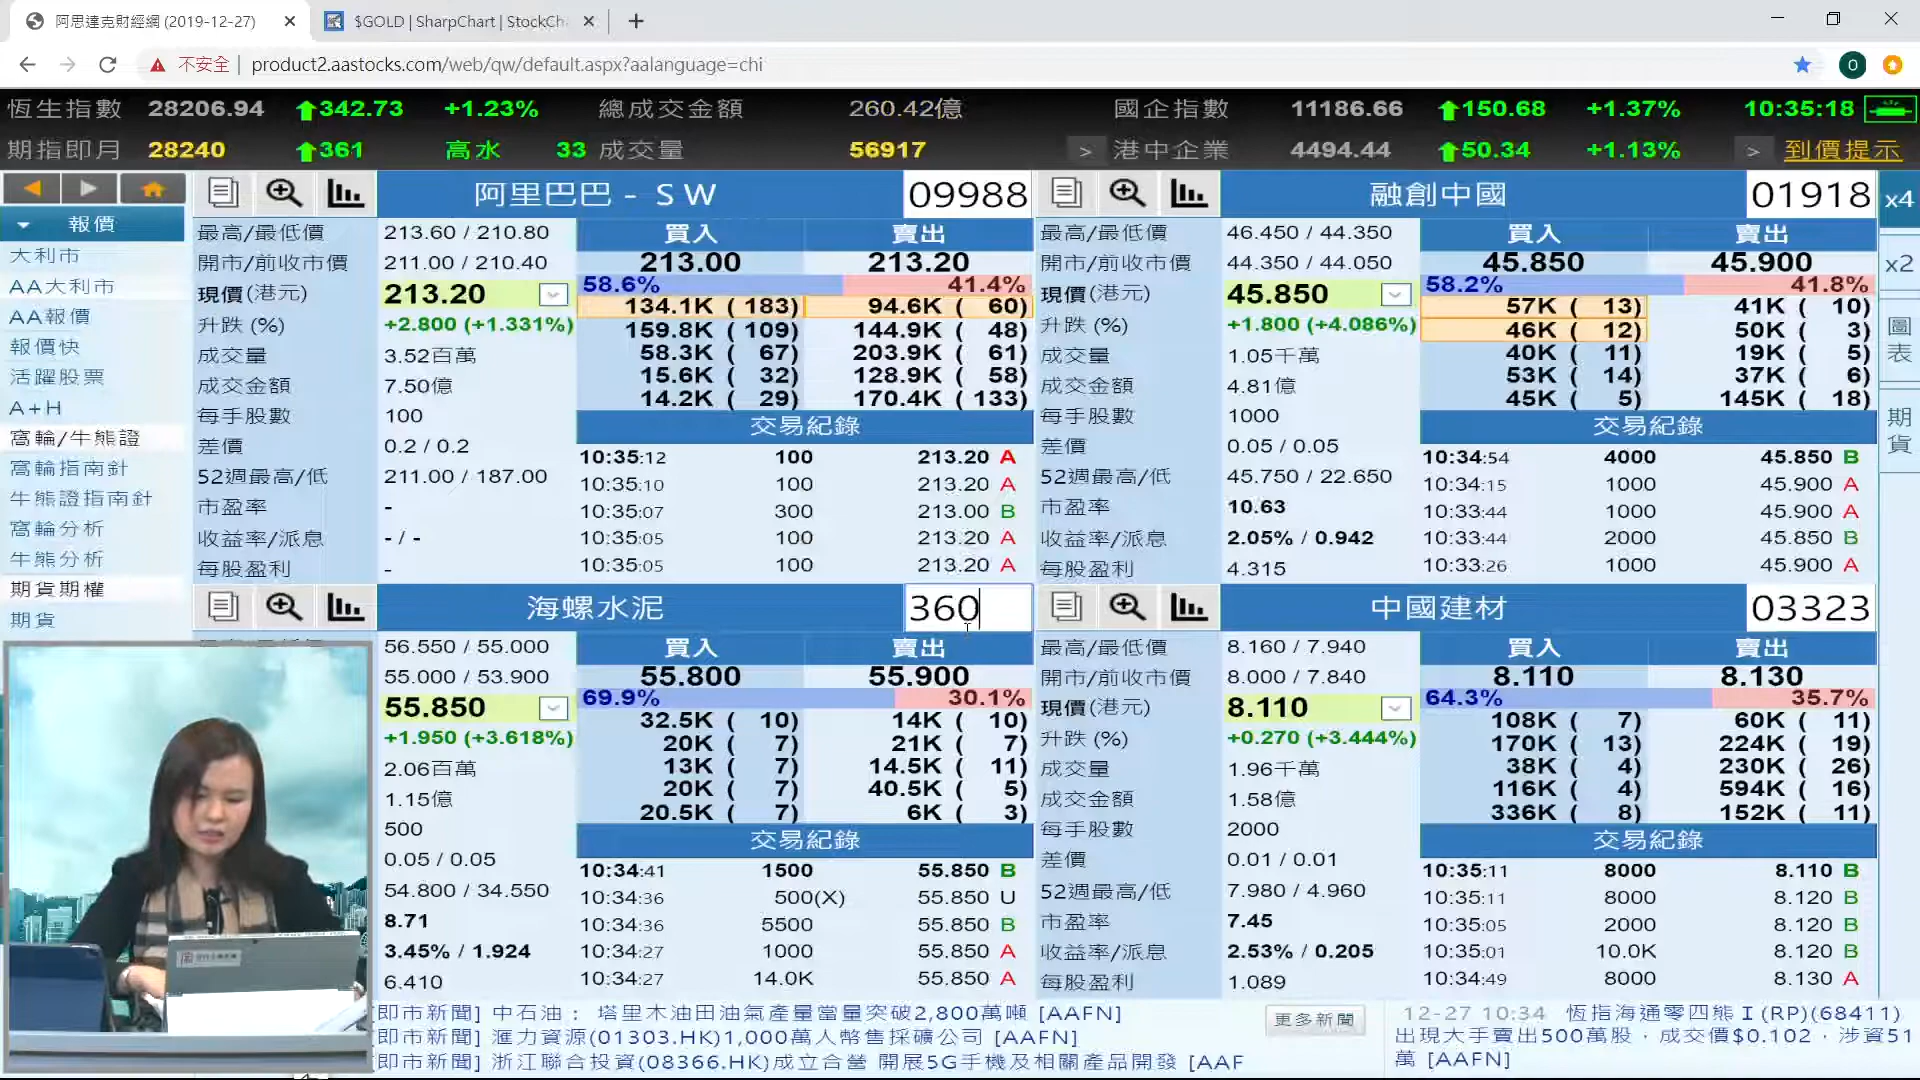 阿思達克財經網 (2019-12-27)
$GOLD | SharpChart | StockCh
不安全 | product2.aastocks.com/web/qw/default.aspx?aalanguage=chi
恆生指數 28206.94 342.73 +1.23% 總成交金額 260.42億 國企指數 11186.66 150.68 +1.37% 10:35:18
期指即月 28240 361 高水 33 成交量 56917 > 港中企業 4494.44 50.34 +1.13% > 到價提示
報價
大利市
AA大利市
AA報價
報價快
活躍股票
A+H
窩輪/牛熊證
窩輪指南針
牛熊證指南針
窩輪分析
牛熊分析
期貨期權
期貨
阿里巴巴－ＳＷ 09988
最高/最低價 213.60 / 210.80 買入 賣出
開市/前收市價 211.00 / 210.40 213.00 213.20
現價(港元) 213.20 58.6% 41.4%
134.1K ( 183) 94.6K ( 60)
升跌 (%) +2.800 (+1.331%) 159.8K ( 109) 144.9K ( 48)
成交量 3.52百萬 58.3K ( 67) 203.9K ( 61)
成交金額 7.50億 15.6K ( 32) 128.9K ( 58)
14.2K ( 29) 170.4K ( 133)
每手股數 100 交易紀錄
差價 0.2 / 0.2 10:35:12 100 213.20 A
52週最高/低 211.00 / 187.00 10:35:10 100 213.20 A
市盈率 - 10:35:07 300 213.00 B
收益率/派息 - / - 10:35:05 100 213.20 A
每股盈利 - 10:35:05 100 213.20 A
融創中國 01918
最高/最低價 46.450 / 44.350 買入 賣出
開市/前收市價 44.350 / 44.050 45.850 45.900
現價(港元) 45.850 58.2% 41.8%
57K ( 13) 41K ( 10)
升跌 (%) +1.800 (+4.086%) 46K ( 12) 50K ( 3)
成交量 1.05千萬 40K ( 11) 19K ( 5)
成交金額 4.81億 53K ( 14) 37K ( 6)
45K ( 5) 145K ( 18)
每手股數 1000 交易紀錄
差價 0.05 / 0.05 10:34:54 4000 45.850 B
52週最高/低 45.750 / 22.650 10:34:15 1000 45.900 A
市盈率 10.63 10:33:44 1000 45.900 A
收益率/派息 2.05% / 0.942 10:33:44 2000 45.850 B
每股盈利 4.315 10:33:26 1000 45.900 A
x4
x2
圖表
期貨
海螺水泥 360
56.550 / 55.000 買入 賣出
55.000 / 53.900 55.800 55.900
55.850 69.9% 30.1%
32.5K ( 10) 14K ( 10)
+1.950 (+3.618%) 20K ( 7) 21K ( 7)
2.06百萬 13K ( 7) 14.5K ( 11)
1.15億 20K ( 7) 40.5K ( 5)
20.5K ( 7) 6K ( 3)
500 交易紀錄
0.05 / 0.05 10:34:41 1500 55.850 B
54.800 / 34.550 10:34:36 500(X) 55.850 U
8.71 10:34:36 5500 55.850 B
3.45% / 1.924 10:34:27 1000 55.850 A
6.410 10:34:27 14.0K 55.850 A
中國建材 03323
最高/最低價 8.160 / 7.940 買入 賣出
開市/前收市價 8.000 / 7.840 8.110 8.130
現價(港元) 8.110 64.3% 35.7%
108K ( 7) 60K ( 11)
升跌 (%) +0.270 (+3.444%) 170K ( 13) 224K ( 19)
成交量 1.96千萬 38K ( 4) 230K ( 26)
成交金額 1.58億 116K ( 4) 594K ( 16)
336K ( 8) 152K ( 11)
每手股數 2000 交易紀錄
差價 0.01 / 0.01 10:35:11 8000 8.110 B
52週最高/低 7.980 / 4.960 10:35:11 8000 8.120 B
市盈率 7.45 10:35:05 2000 8.120 B
收益率/派息 2.53% / 0.205 10:35:01 10.0K 8.120 B
每股盈利 1.089 10:34:49 8000 8.130 A
[即市新聞] 中石油： 塔里木油田油氣產量當量突破2,800萬噸 [AAFN]
[即市新聞] 滙力資源(01303.HK)1,000萬人幣售採礦公司 [AAFN]
[即市新聞] 浙江聯合投資(08366.HK)成立合營 開展5G手機及相關產品開發 [AAF
更多新聞
12-27 10:34 恆指海通零四熊Ｉ(RP)(68411)
出現大手賣出500萬股，成交價$0.102，涉資51
萬 [AAFN]